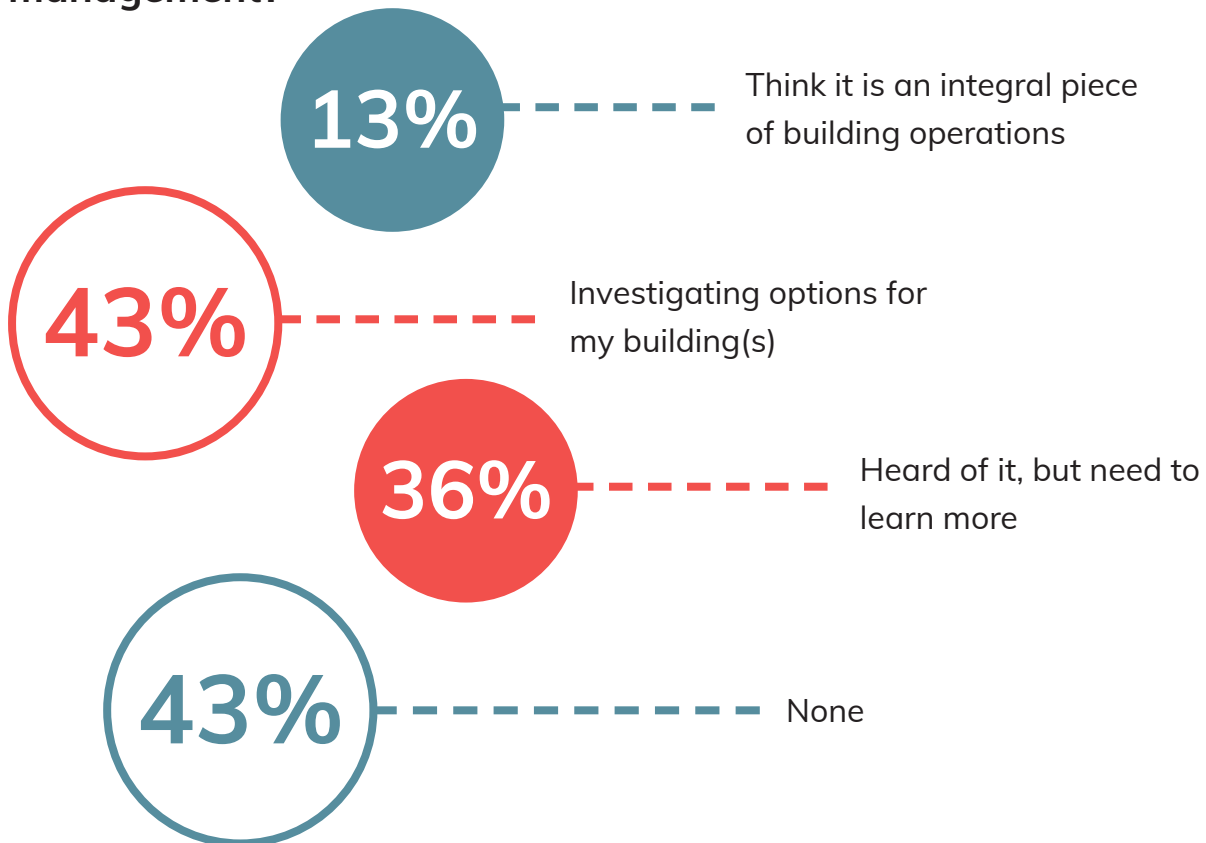 management?
13%
Think it is an integral piece
of building operations
43%
Investigating options for
my building(s)
36%
Heard of it, but need to
learn more
43%
None